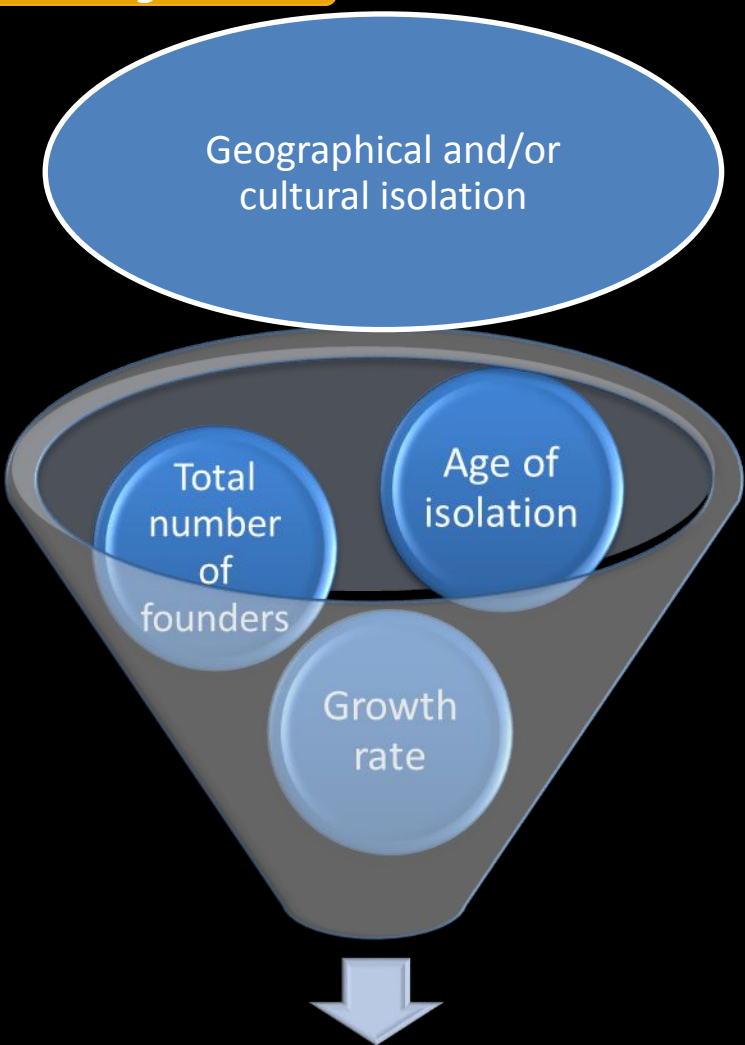 Geographical and/or
cultural isolation
Total
number
of
founders
Age of
isolation
Growth
rate